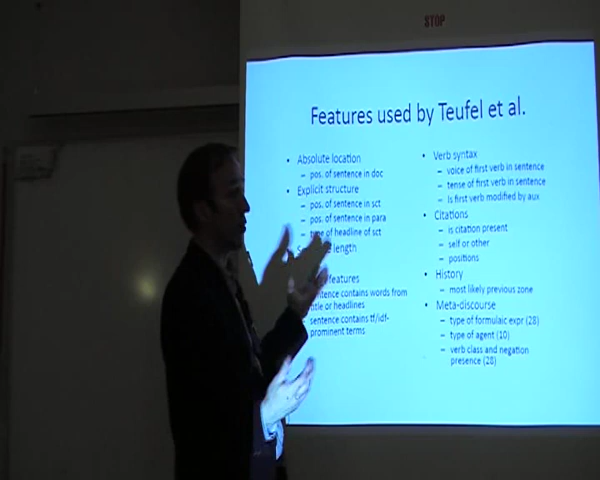 STOP
Features used by Teufel et al.
• Absolute location
– pos. of sentence in doc
• Explicit structure
– pos. of sentence in sct
– pos. of sentence in para
– type of headline of sct
length
features
sentence contains words from
title or headlines
sentence contains tf/idf-
prominent terms
• Verb syntax
– voice of first verb in sentence
– tense of first verb in sentence
– Is first verb modified by aux
• Citations
– is citation present
– self or other
– positions
• History
– most likely previous zone
• Meta-discourse
– type of formulaic expr (28)
– type of agent (10)
– verb class and negation
presence (28)